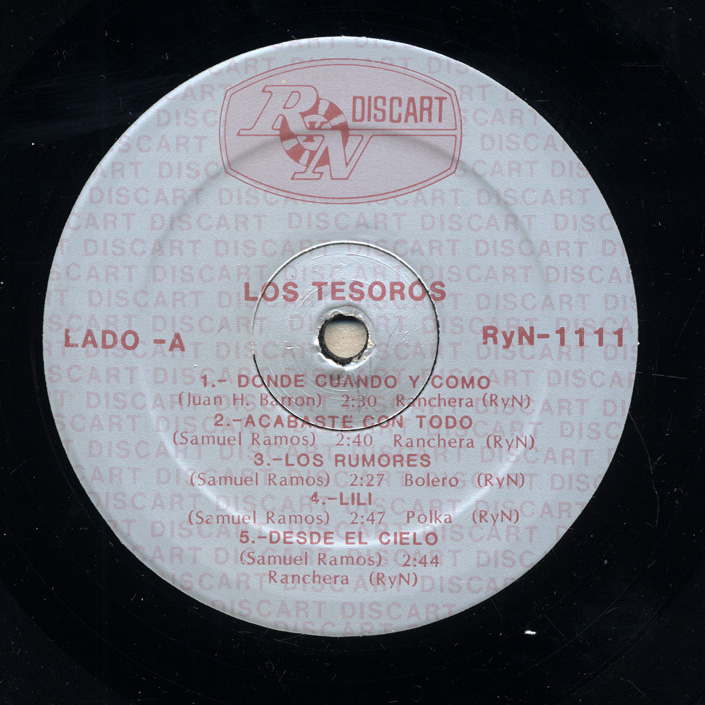 RyN DISCART
LOS TESOROS
LADO -A
RyN-1111
1.- DONDE CUANDO Y COMO
(Juan H. Barron) 2:30 Ranchera (RyN)
2.-ACABASTE CON TODO
(Samuel Ramos) 2:40 Ranchera (RyN)
3.-LOS RUMORES
(Samuel Ramos) 2:27 Bolero (RyN)
4.-LILI
(Samuel Ramos) 2:47 Polka (RyN)
5.-DESDE EL CIELO
(Samuel Ramos) 2:44
Ranchera (RyN)